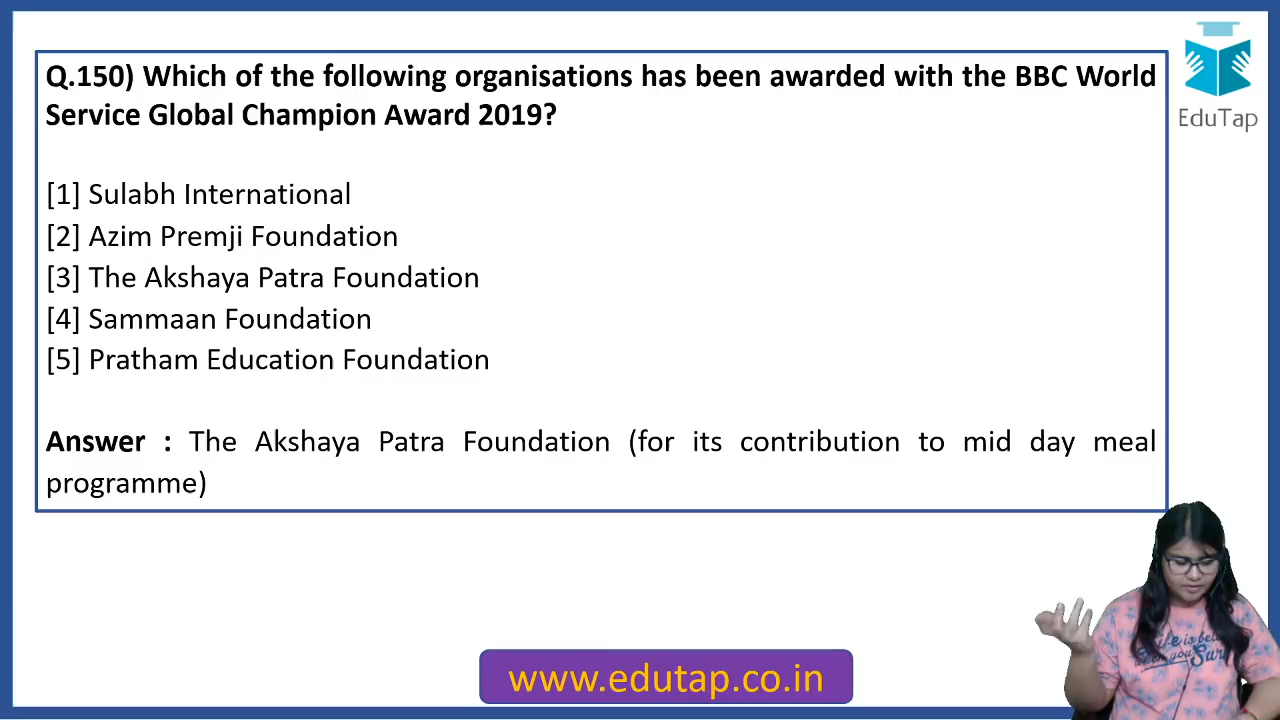 Q.150) Which of the following organisations has been awarded with the BBC World
Service Global Champion Award 2019?
[1] Sulabh International
[2] Azim Premji Foundation
[3] The Akshaya Patra Foundation
[4] Sammaan Foundation
[5] Pratham Education Foundation
Answer : The Akshaya Patra Foundation (for its contribution to mid day meal
programme)
EduTap
www.edutap.co.in